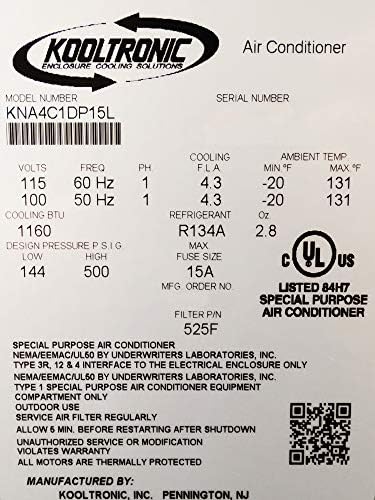 KOOLTRONIC
ENCLOSURE COOLING SOLUTIONS
Air Conditioner
MODEL NUMBER SERIAL NUMBER
KNA4C1DP15L
COOLING AMBIENT TEMP.
VOLTS FREQ PH F.L.A. MIN.°F MAX.°F
115 60 Hz 1 4.3 -20 131
100 50 Hz 1 4.3 -20 131
COOLING BTU REFRIGERANT Oz
1160 R134A 2.8
DESIGN PRESSURE P.S.I.G. MAX
LOW HIGH FUSE SIZE
144 500 15A
MFG. ORDER NO.
C UL US
LISTED 84H7
SPECIAL PURPOSE
AIR CONDITIONER
FILTER P/N
525F
SPECIAL PURPOSE AIR CONDITIONER
NEMA/EEMAC/UL50 BY UNDERWRITERS LABORATORIES, INC.
TYPE 3R, 12 & 4 INTERFACE TO THE ELECTRICAL ENCLOSURE ONLY
NEMA/EEMAC/UL50 BY UNDERWRITERS LABORATORIES, INC.
TYPE 1 SPECIAL PURPOSE AIR CONDITIONER EQUIPMENT
COMPARTMENT ONLY
OUTDOOR USE
SERVICE AIR FILTER REGULARLY
ALLOW 5 MIN. BEFORE RESTARTING AFTER SHUTDOWN
UNAUTHORIZED SERVICE OR MODIFICATION
VIOLATES WARRANTY
ALL MOTORS ARE THERMALLY PROTECTED
MANUFACTURED BY
KOOLTRONIC, INC. PENNINGTON, NJ